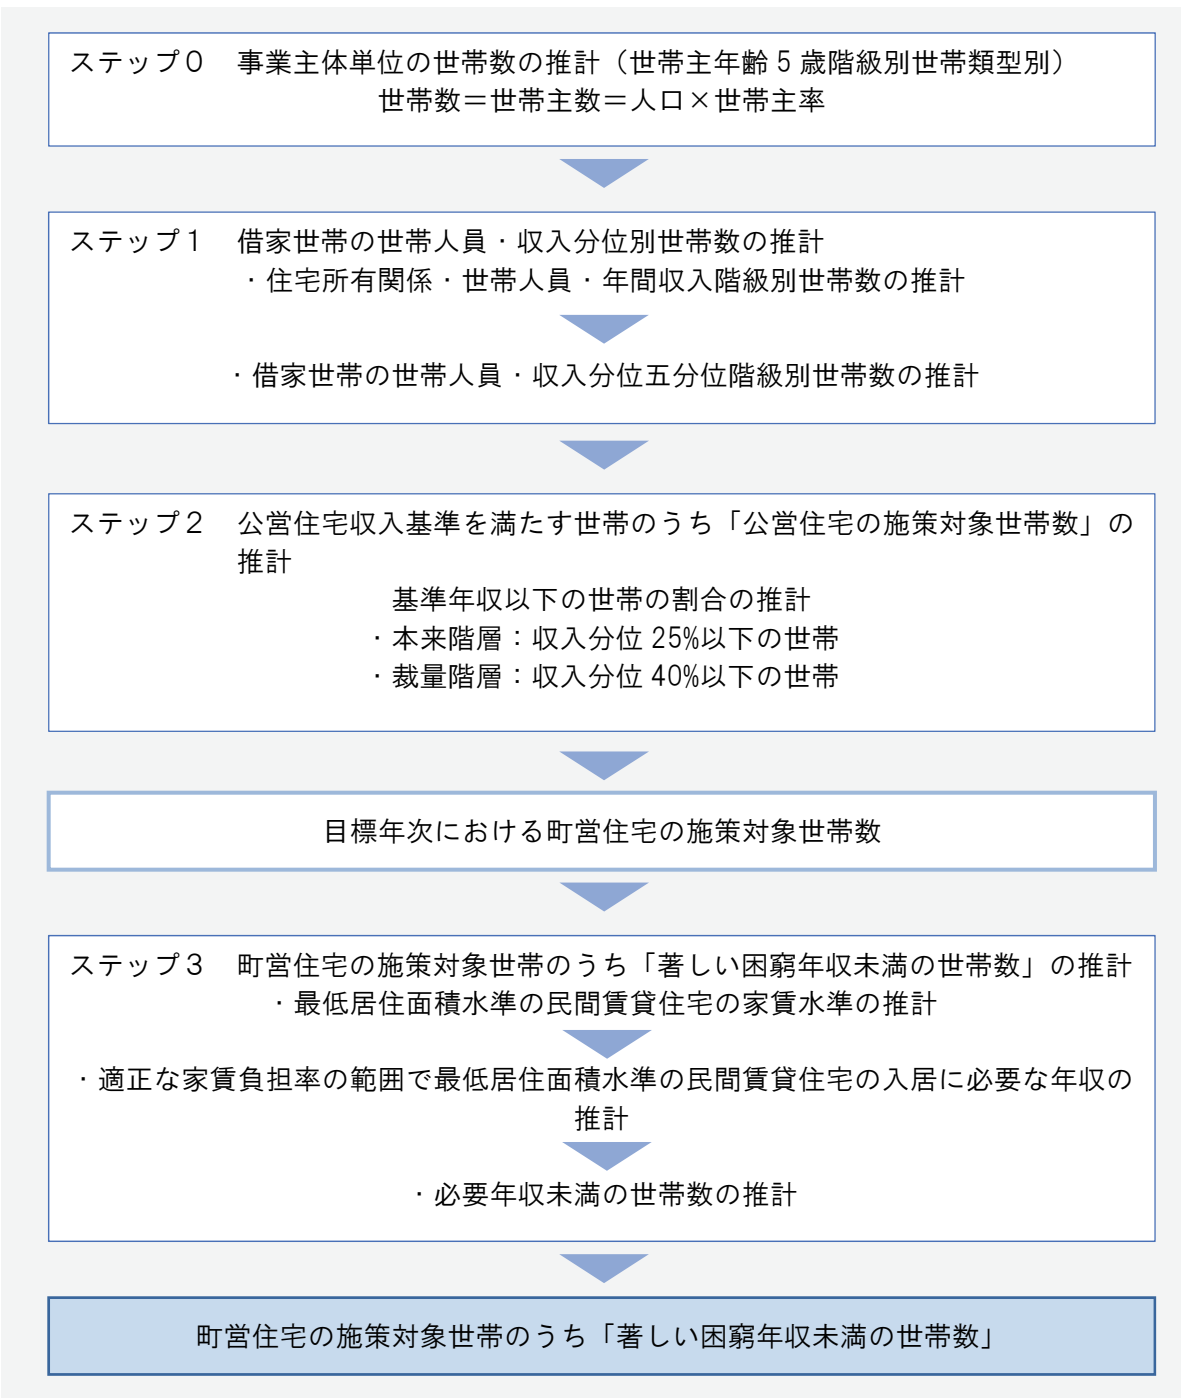 ステップ０　事業主体単位の世帯数の推計（世帯主年齢５歳階級別世帯類型別）
世帯数＝世帯主数＝人口×世帯主率
ステップ１　借家世帯の世帯人員・収入分位別世帯数の推計
・住宅所有関係・世帯人員・年間収入階級別世帯数の推計
・借家世帯の世帯人員・収入分位五分位階級別世帯数の推計
ステップ２　公営住宅収入基準を満たす世帯のうち「公営住宅の施策対象世帯数」の
推計
基準年収以下の世帯の割合の推計
・本来階層：収入分位 25%以下の世帯
・裁量階層：収入分位 40%以下の世帯
目標年次における町営住宅の施策対象世帯数
ステップ３　町営住宅の施策対象世帯のうち「著しい困窮年収未満の世帯数」の推計
・最低居住面積水準の民間賃貸住宅の家賃水準の推計
・適正な家賃負担率の範囲で最低居住面積水準の民間賃貸住宅の入居に必要な年収の
推計
・必要年収未満の世帯数の推計
町営住宅の施策対象世帯のうち「著しい困窮年収未満の世帯数」